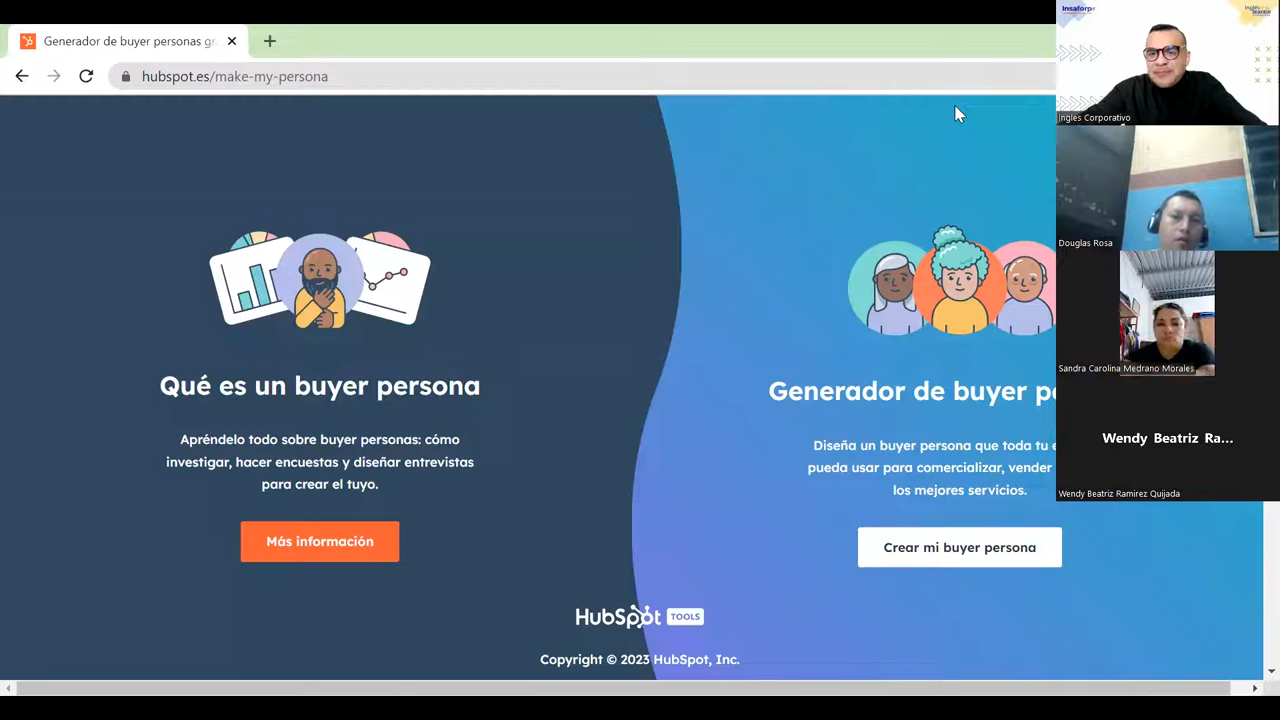 Generador de buyer personas gr
hubspot.es/make-my-persona
Qué es un buyer persona
Apréndelo todo sobre buyer personas: cómo
investigar, hacer encuestas y diseñar entrevistas
para crear el tuyo.
Más información
Generador de buyer pe
Diseña un buyer persona que toda tu e
pueda usar para comercializar, vender
los mejores servicios.
Crear mi buyer persona
HubSpot TOOLS
Copyright © 2023 HubSpot, Inc.
Insaforp
Ingles Corporativo
Douglas Rosa
Sandra Carolina Medrano Morales
Wendy Beatriz Ra...
Wendy Beatriz Ramirez Quijada